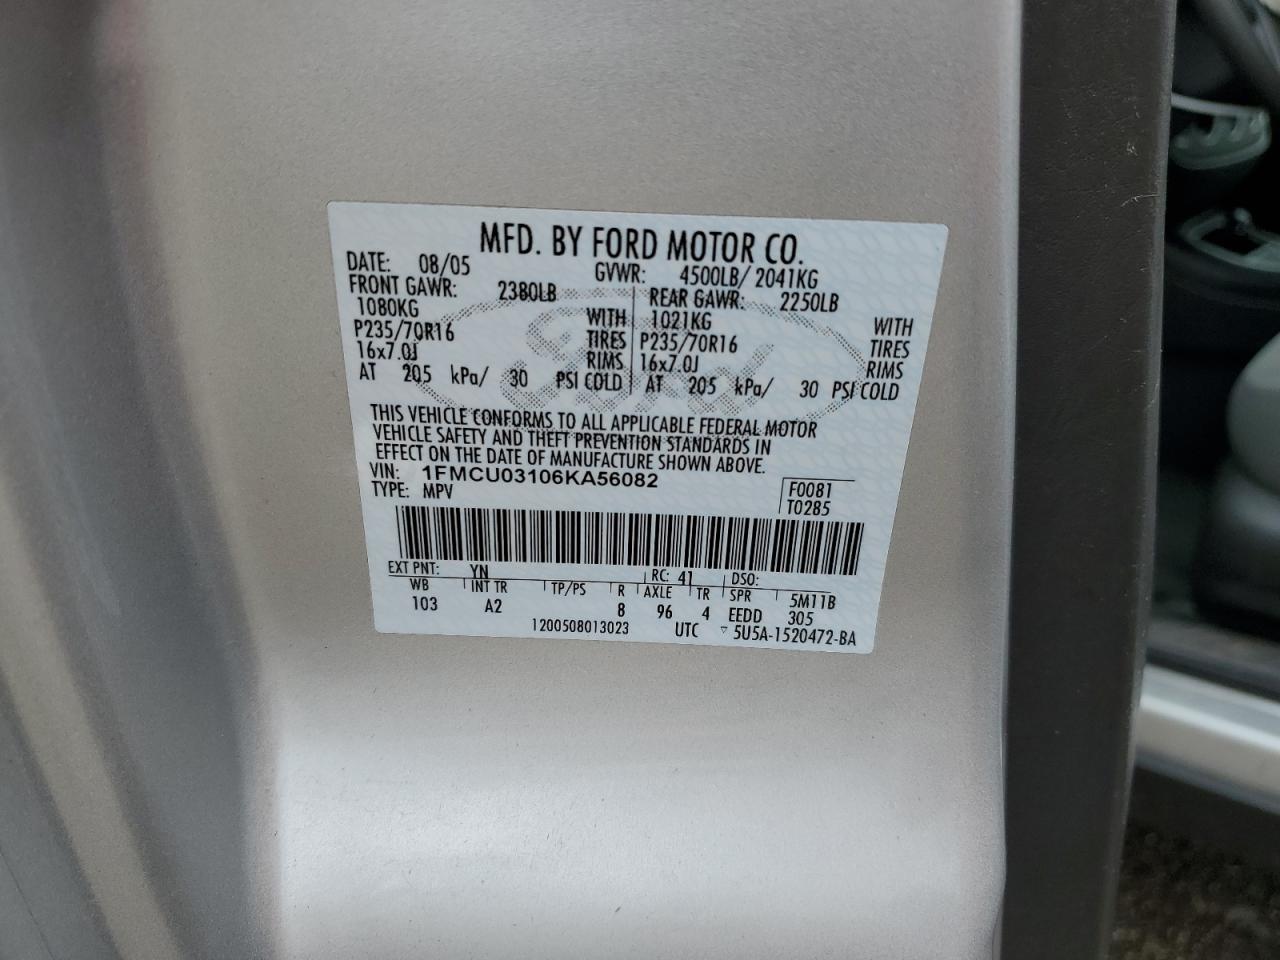 MFD. BY FORD MOTOR CO.
DATE: 08/05 GVWR: 4500LB/ 2041KG
FRONT GAWR: 2380LB REAR GAWR: 2250LB
1080KG WITH 1021KG WITH
P235/70R16 TIRES P235/70R16 TIRES
16x7.0J RIMS 16x7.0J RIMS
AT 205 kPa/ 30 PSI COLD AT 205 kPa/ 30 PSI COLD
THIS VEHICLE CONFORMS TO ALL APPLICABLE FEDERAL MOTOR
VEHICLE SAFETY AND THEFT PREVENTION STANDARDS IN
EFFECT ON THE DATE OF MANUFACTURE SHOWN ABOVE.
VIN: 1FMCU03106KA56082 F0081
TYPE: MPV T0285
EXT PNT: YN RC: 41 DSO:
WB INT TR TP/PS R AXLE TR SPR 5M11B
103 A2 8 96 4 EEDD 305
1200508013023 UTC ▽ 5U5A-1520472-BA
Ford